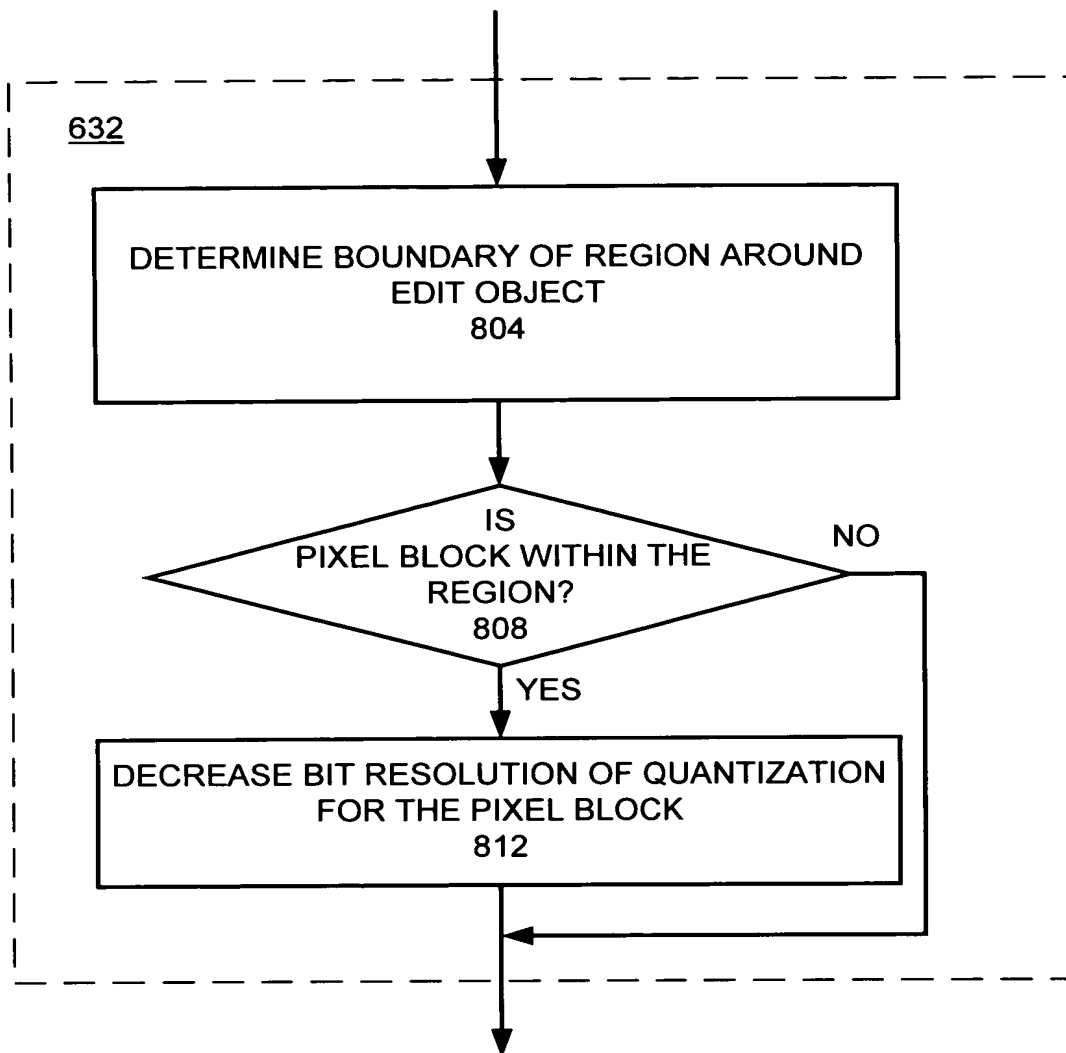 632
DETERMINE BOUNDARY OF REGION AROUND
EDIT OBJECT
804
IS
PIXEL BLOCK WITHIN THE
REGION?
808
NO
YES
DECREASE BIT RESOLUTION OF QUANTIZATION
FOR THE PIXEL BLOCK
812